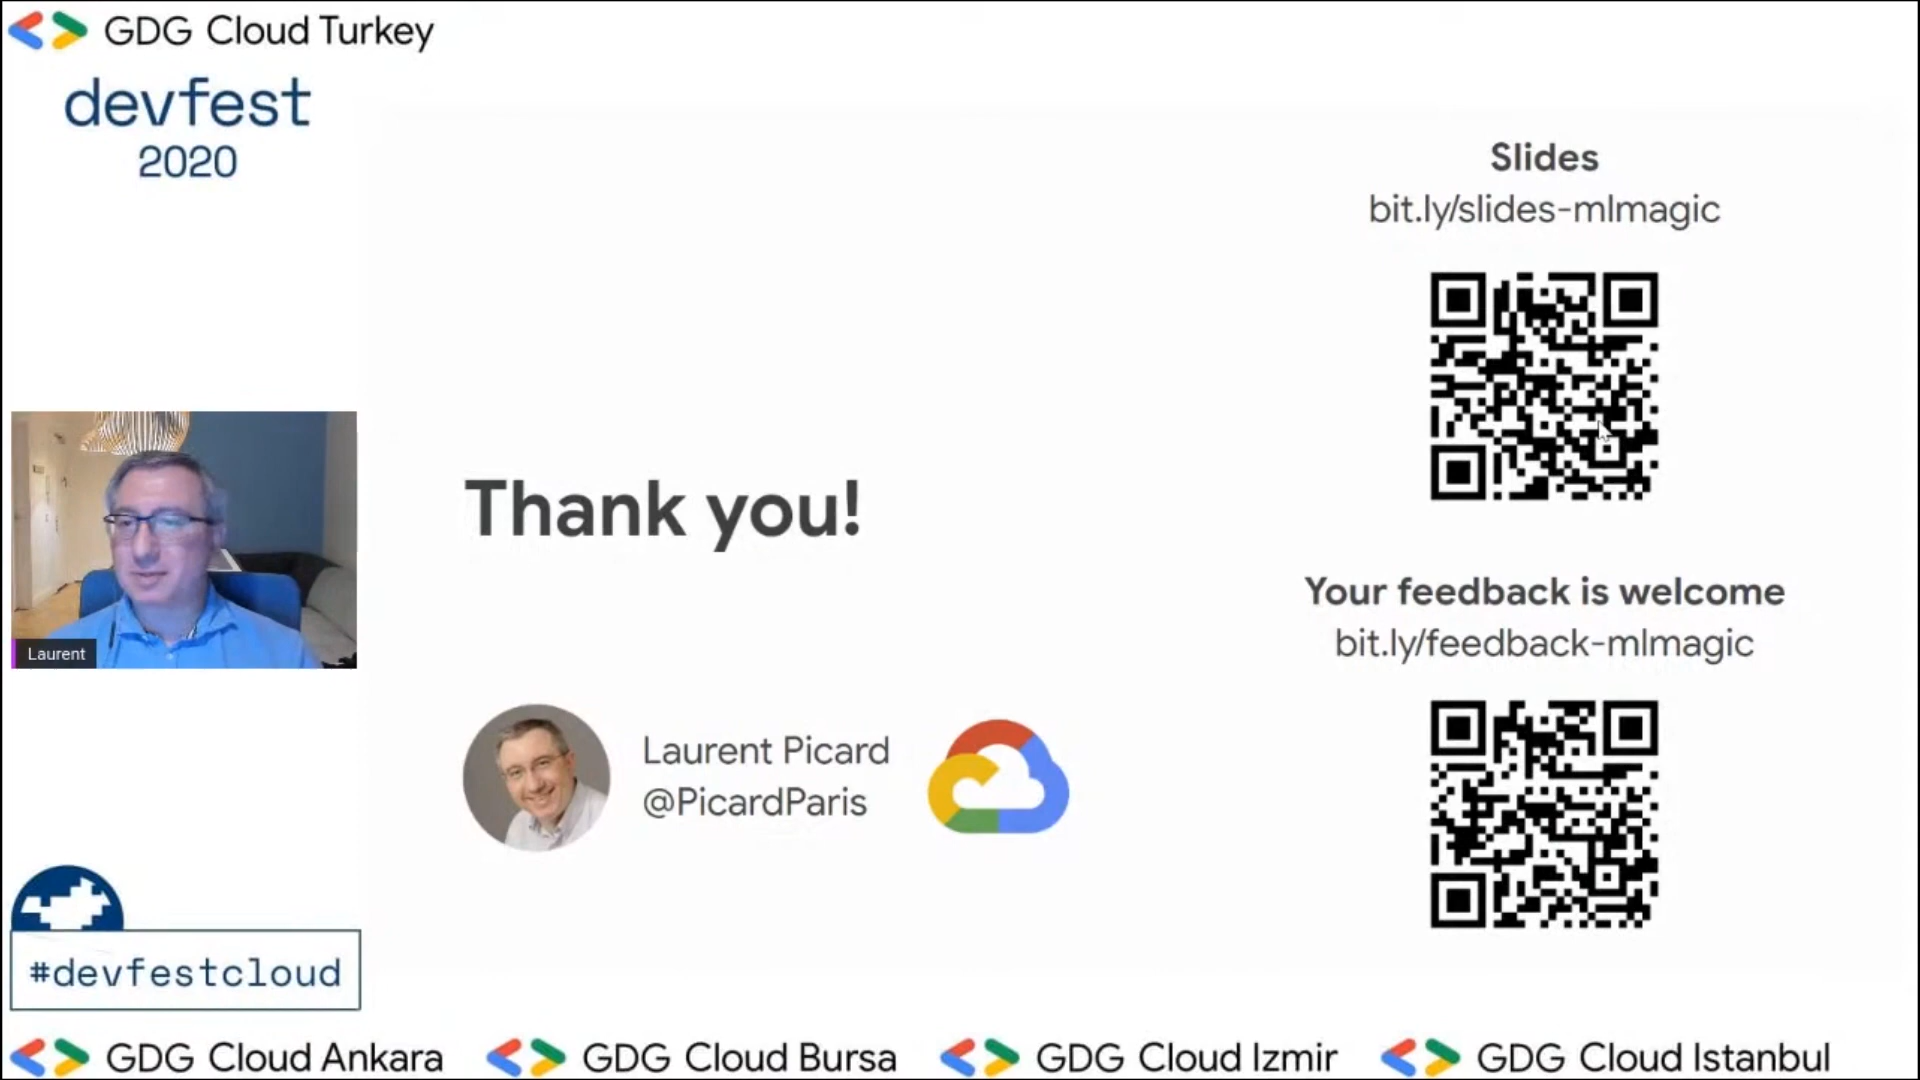 GDG Cloud Turkey
devfest
2020
Slides
bit.ly/slides-mlmagic
Laurent
Thank you!
Your feedback is welcome
bit.ly/feedback-mlmagic
Laurent Picard
@PicardParis
#devfestcloud
GDG Cloud Ankara
GDG Cloud Bursa
GDG Cloud Izmir
GDG Cloud Istanbul